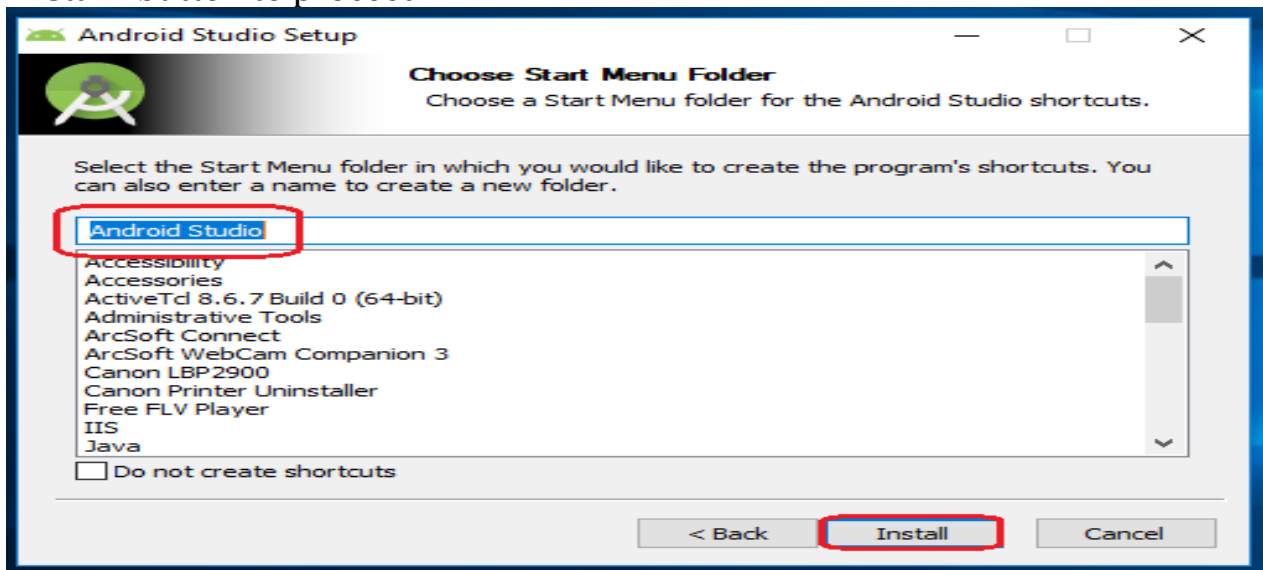 Android Studio Setup
Choose Start Menu Folder
Choose a Start Menu folder for the Android Studio shortcuts.
Select the Start Menu folder in which you would like to create the program's shortcuts. You
can also enter a name to create a new folder.
Android Studio
Accessibility
Accessories
ActiveTcl 8.6.7 Build 0 (64-bit)
Administrative Tools
ArcSoft Connect
ArcSoft WebCam Companion 3
Canon LBP2900
Canon Printer Uninstaller
Free FLV Player
IIS
Java
Do not create shortcuts
< Back Install Cancel